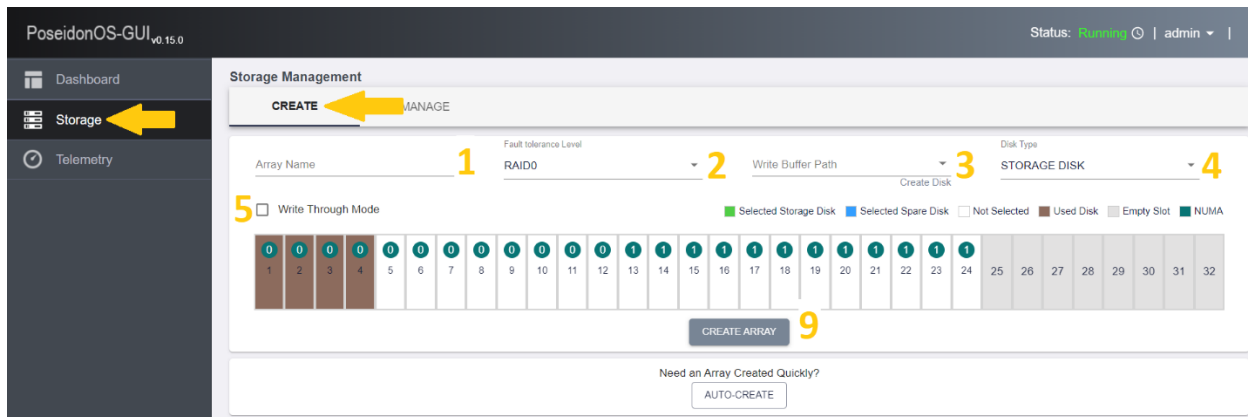 PoseidonOS-GUI v0.15.0
Status: Running | admin |
Dashboard
Storage
Telemetry
Storage Management
CREATE MANAGE
Array Name 1
Fault tolerance Level
RAID0 2
Write Buffer Path 3
Create Disk
Disk Type
STORAGE DISK 4
5 Write Through Mode
Selected Storage Disk Selected Spare Disk Not Selected Used Disk Empty Slot NUMA
0 0 0 0 0 0 0 0 0 0 0 0 1 1 1 1 1 1 1 1 1 1 1 1
1 2 3 4 5 6 7 8 9 10 11 12 13 14 15 16 17 18 19 20 21 22 23 24 25 26 27 28 29 30 31 32
CREATE ARRAY 9
Need an Array Created Quickly?
AUTO-CREATE